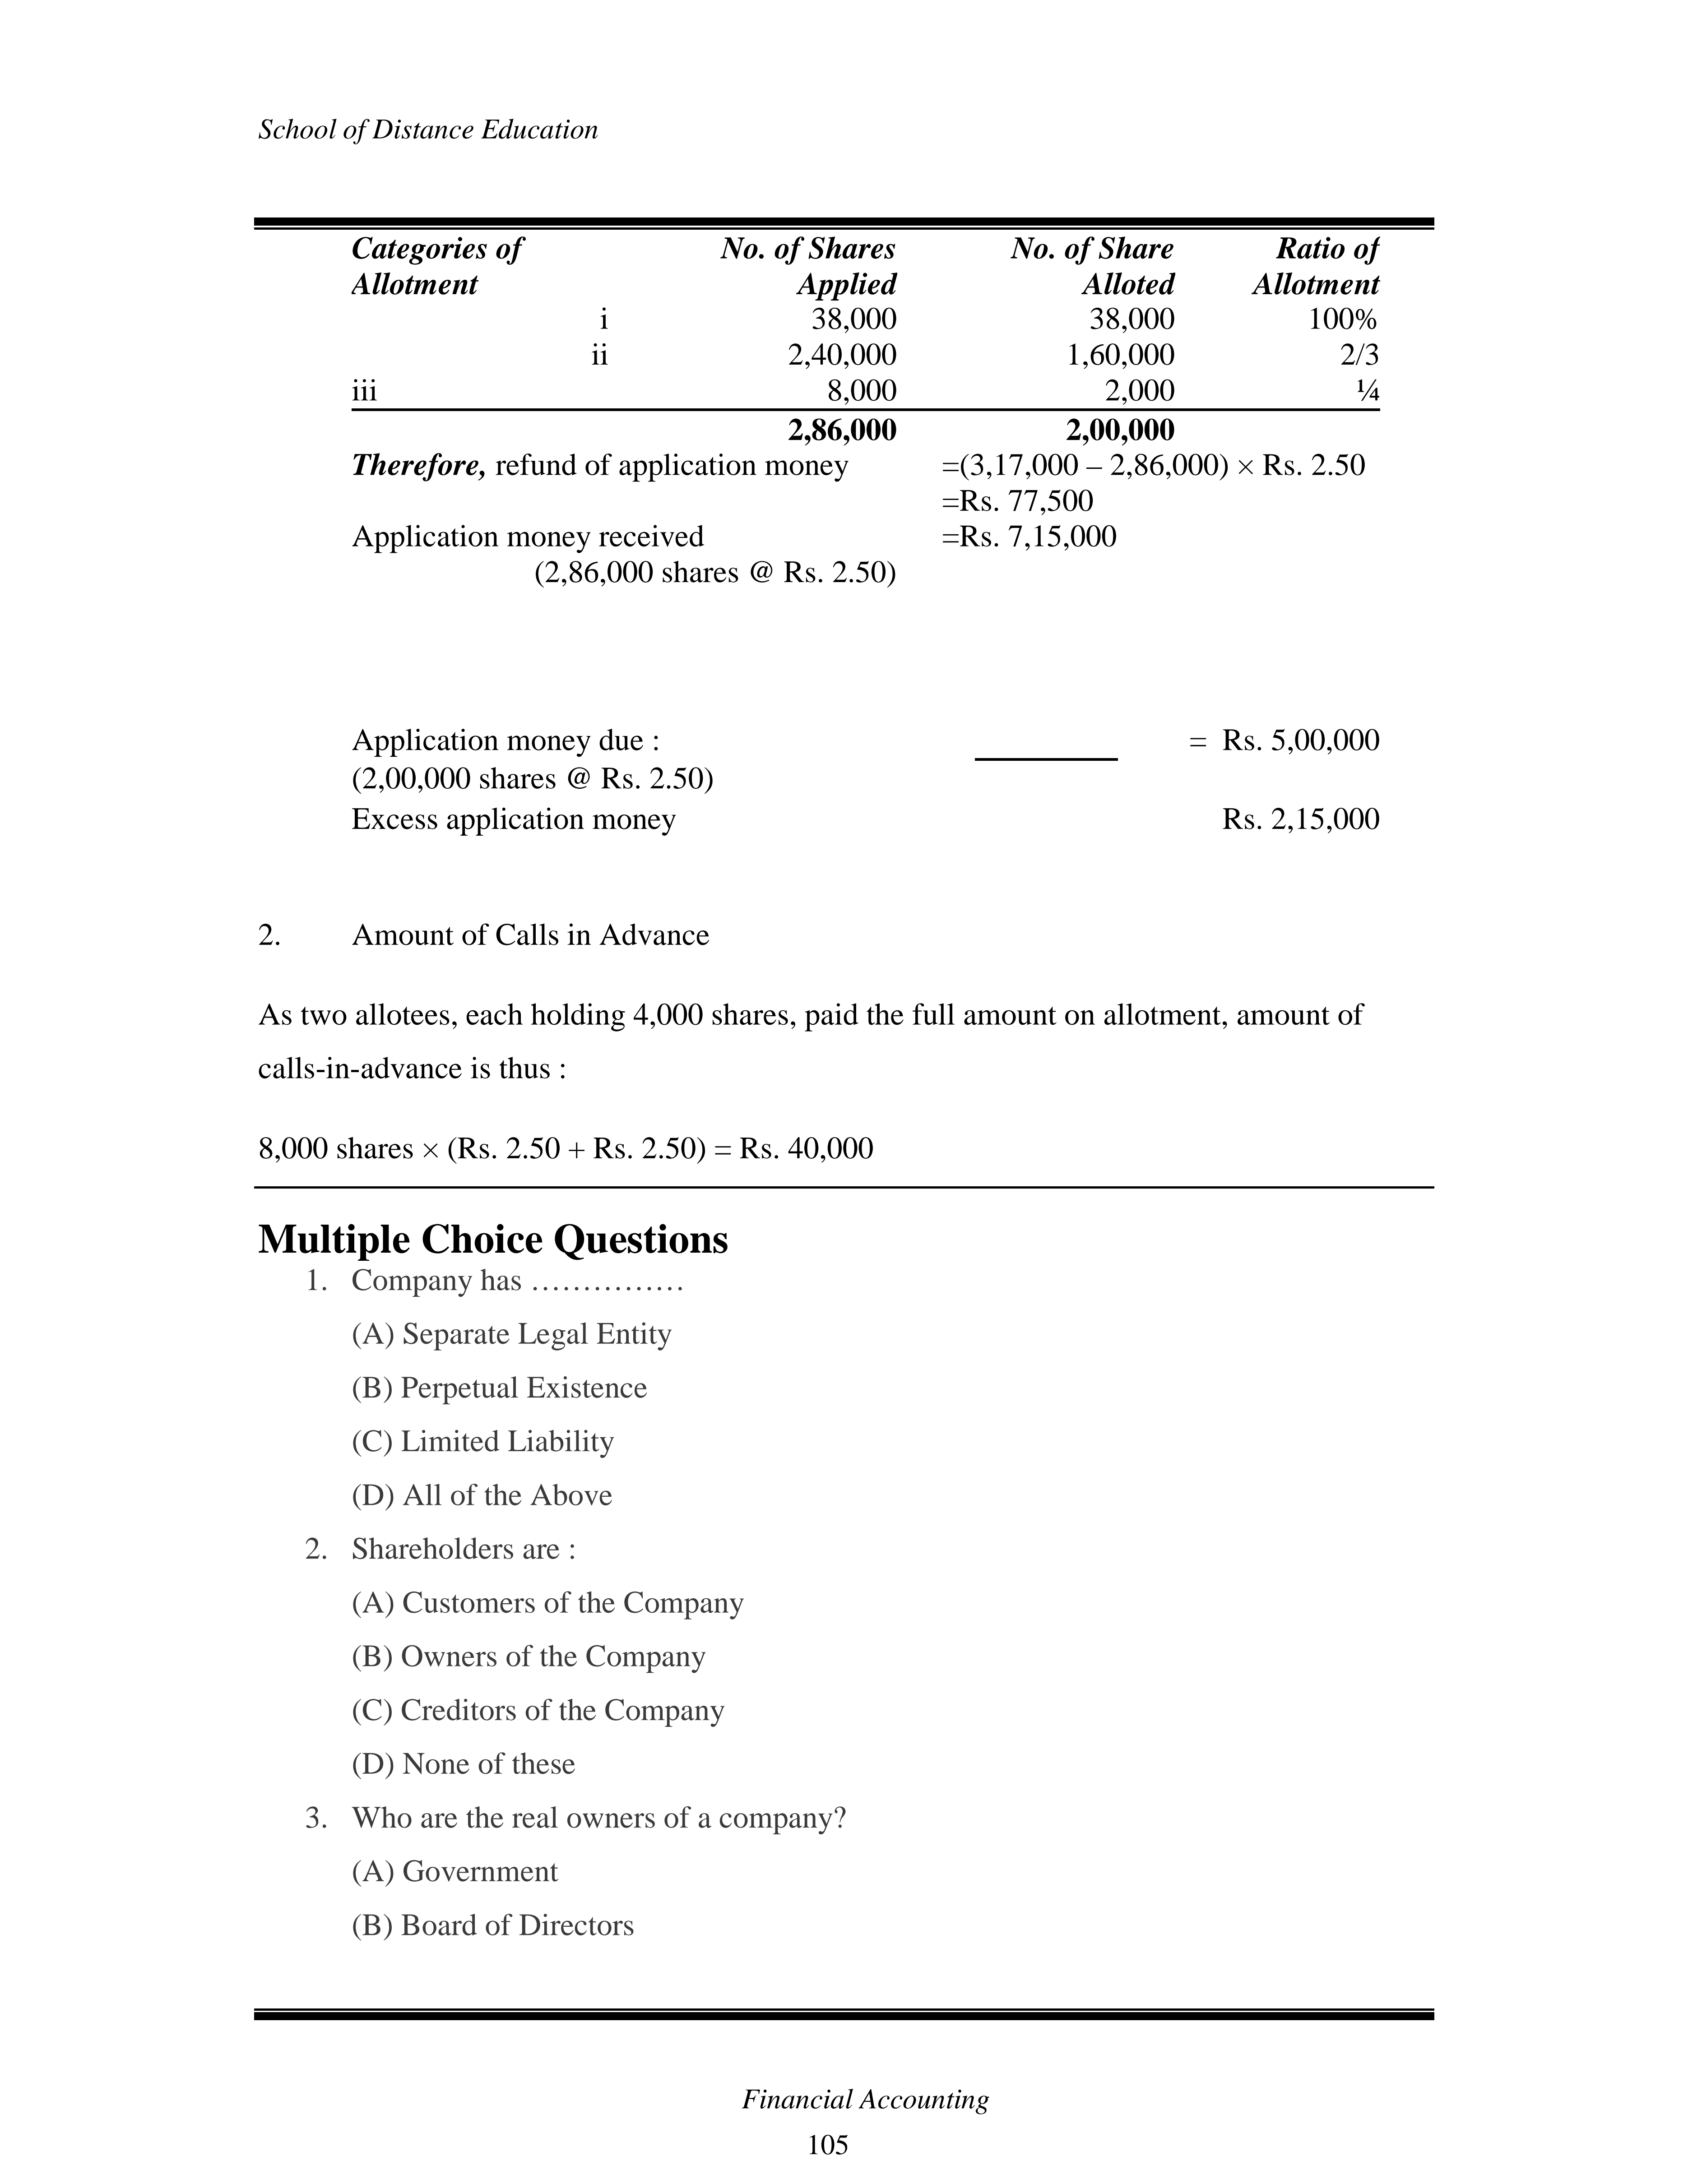 School of Distance Education
Categories of No. of Shares No. of Share Ratio of
Allotment Applied Alloted Allotment
i 38,000 38,000 100%
ii 2,40,000 1,60,000 2/3
iii 8,000 2,000 ¼
2,86,000 2,00,000
Therefore, refund of application money =(3,17,000 – 2,86,000) × Rs. 2.50
=Rs. 77,500
Application money received =Rs. 7,15,000
(2,86,000 shares @ Rs. 2.50)
Application money due : = Rs. 5,00,000
(2,00,000 shares @ Rs. 2.50)
Excess application money Rs. 2,15,000
2. Amount of Calls in Advance
As two allotees, each holding 4,000 shares, paid the full amount on allotment, amount of
calls-in-advance is thus :
8,000 shares × (Rs. 2.50 + Rs. 2.50) = Rs. 40,000
Multiple Choice Questions
1. Company has ……………
(A) Separate Legal Entity
(B) Perpetual Existence
(C) Limited Liability
(D) All of the Above
2. Shareholders are :
(A) Customers of the Company
(B) Owners of the Company
(C) Creditors of the Company
(D) None of these
3. Who are the real owners of a company?
(A) Government
(B) Board of Directors
Financial Accounting
105